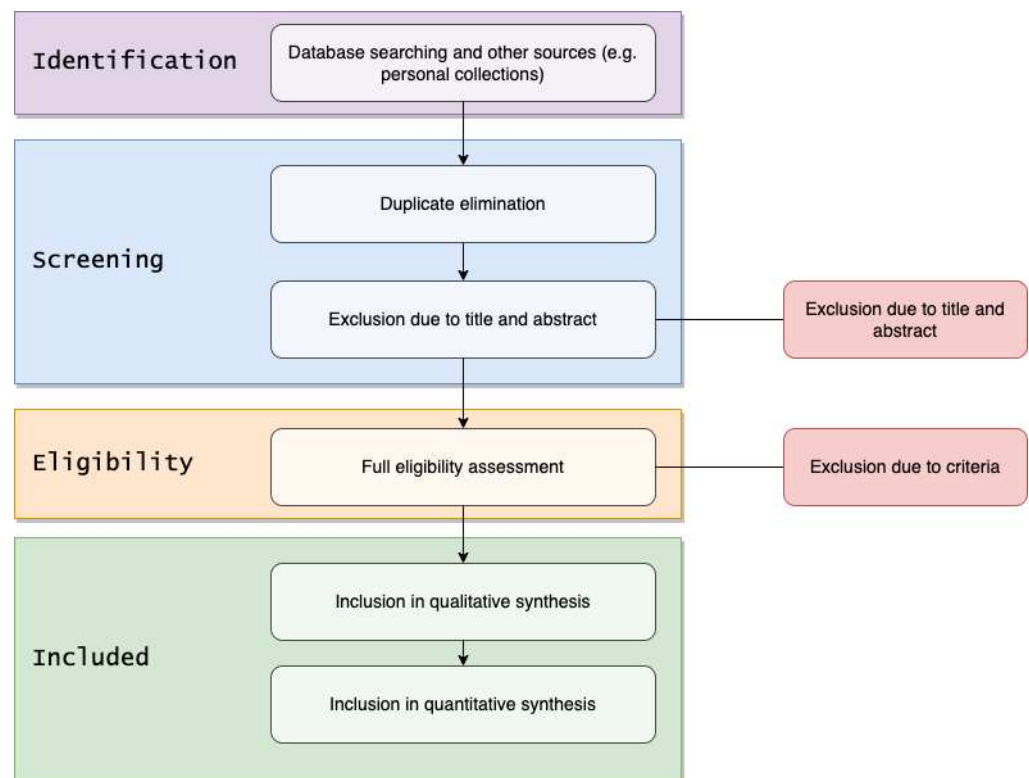 Identification
Database searching and other sources (e.g.
personal collections)
Screening
Duplicate elimination
Exclusion due to title and abstract
Exclusion due to title and
abstract
Eligibility
Full eligibility assessment
Exclusion due to criteria
Included
Inclusion in qualitative synthesis
Inclusion in quantitative synthesis